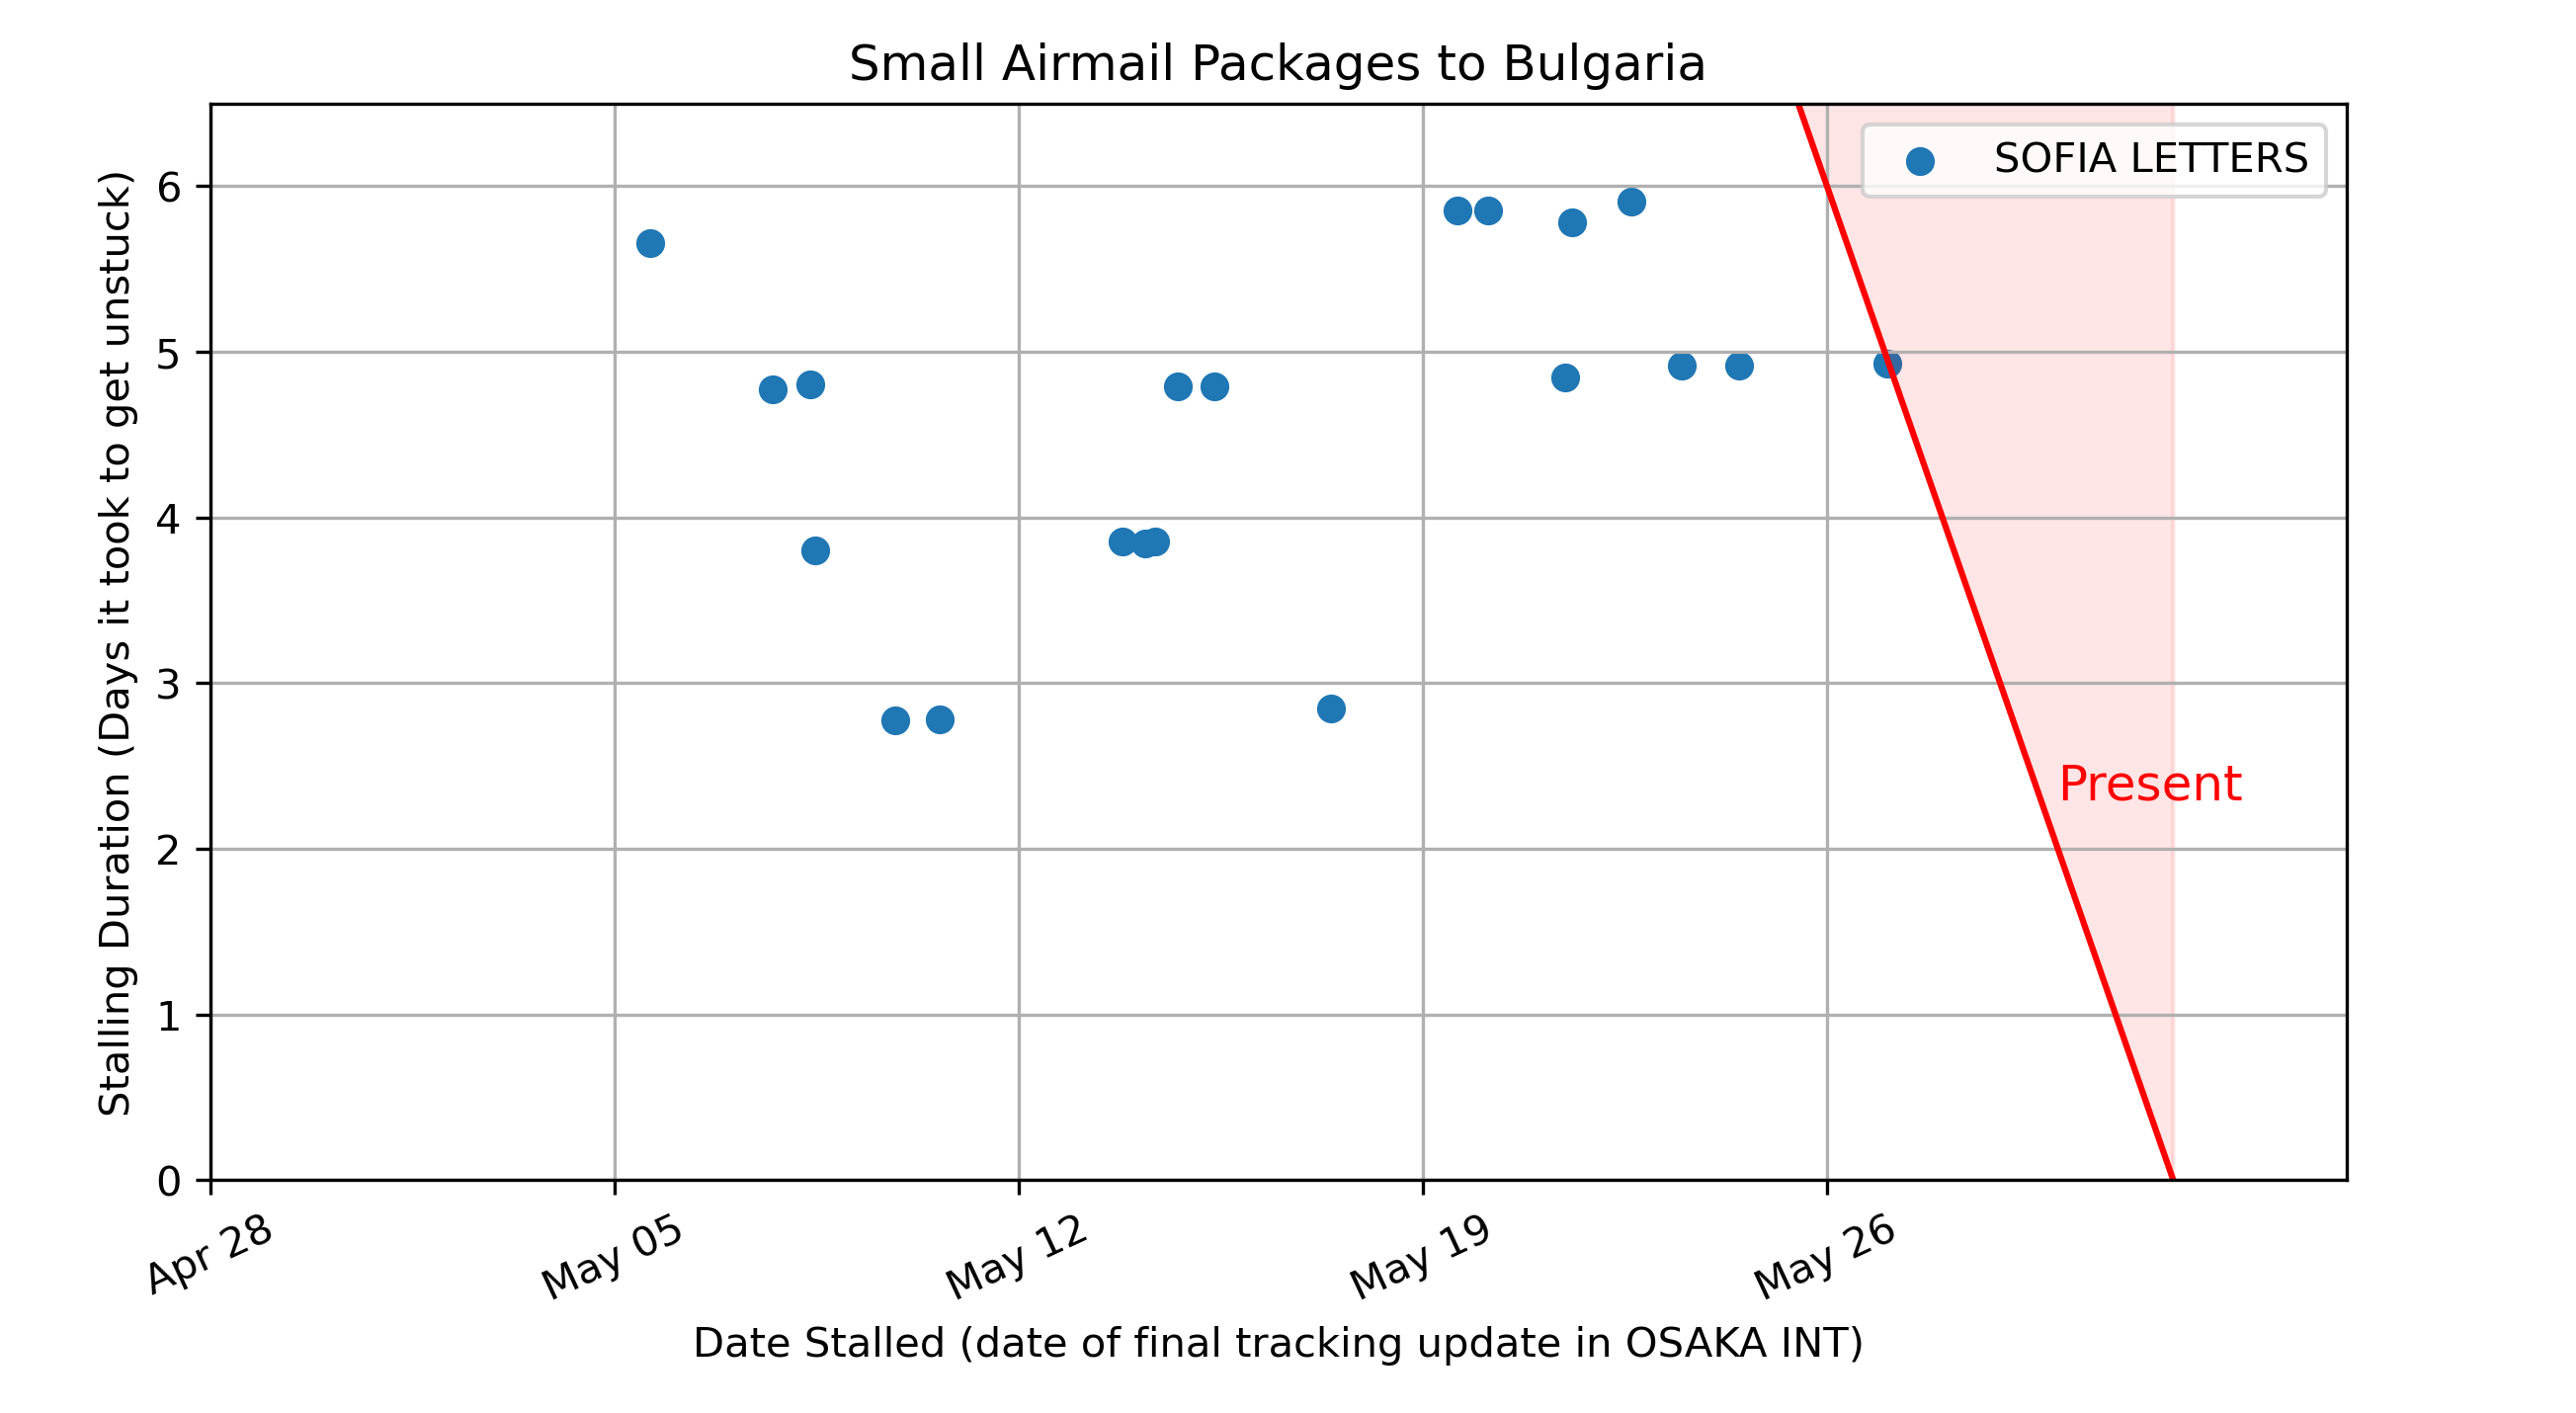 Small Airmail Packages to Bulgaria
SOFIA LETTERS
Stalling Duration (Days it took to get unstuck)
6
5
4
3
2
1
0
Present
Apr 28
May 05
May 12
May 19
May 26
Date Stalled (date of final tracking update in OSAKA INT)